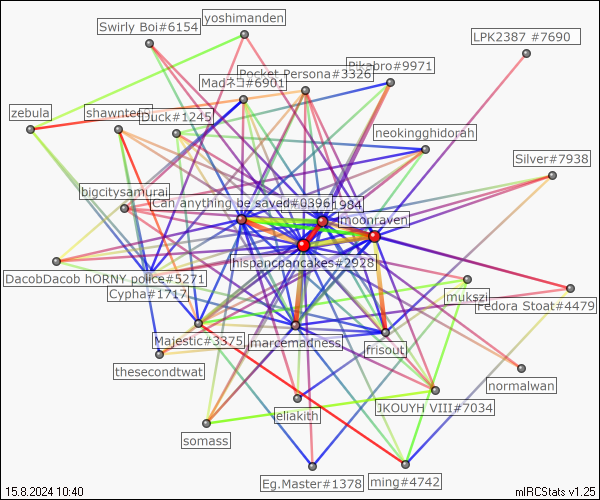 yoshimanden
Swirly Boi#6154
LPK2387 #7690
Pocket Persona#3326
Pikabro#9971
Madネコ#6901
zebula
shawnted
Duck#1245
neokingghidorah
Silver#7938
bigcitysamurai
Can anything be saved#0396
1984
moonraven
hispancpancakes#2928
DacobDacob hORNY police#5271
Cypha#1717
mukszi
Fedora Stoat#4479
Majestic#3375
marcemadness
frisout
thesecondtwat
normalwan
JKOUYH VIII#7034
eliakith
somass
Eg.Master#1378
ming#4742
15.8.2024 10:40
mIRCStats v1.25